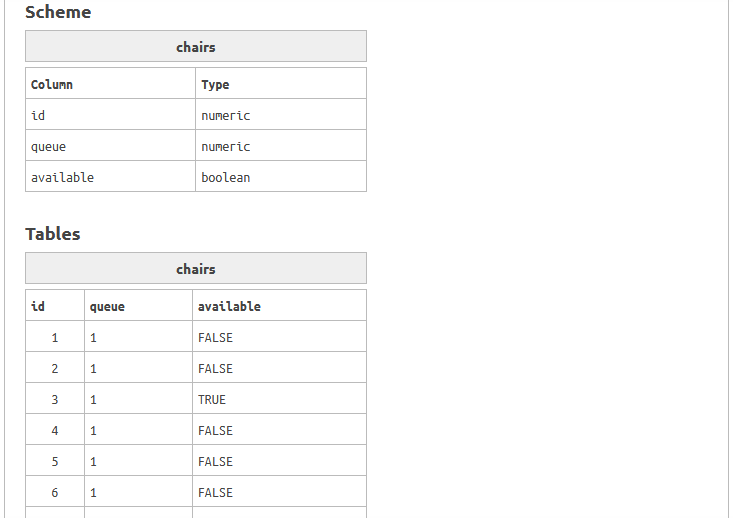 Scheme
chairs
Column Type
id numeric
queue numeric
available boolean
Tables
chairs
id queue available
1 1 FALSE
2 1 FALSE
3 1 TRUE
4 1 FALSE
5 1 FALSE
6 1 FALSE